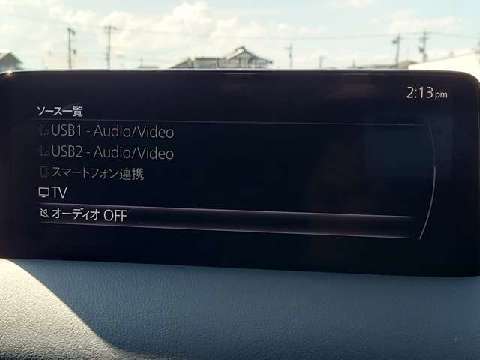 2:13pm
ソース一覧
USB1 - Audio/Video
USB2 - Audio/Video
スマートフォン連携
TV
オーディオ OFF